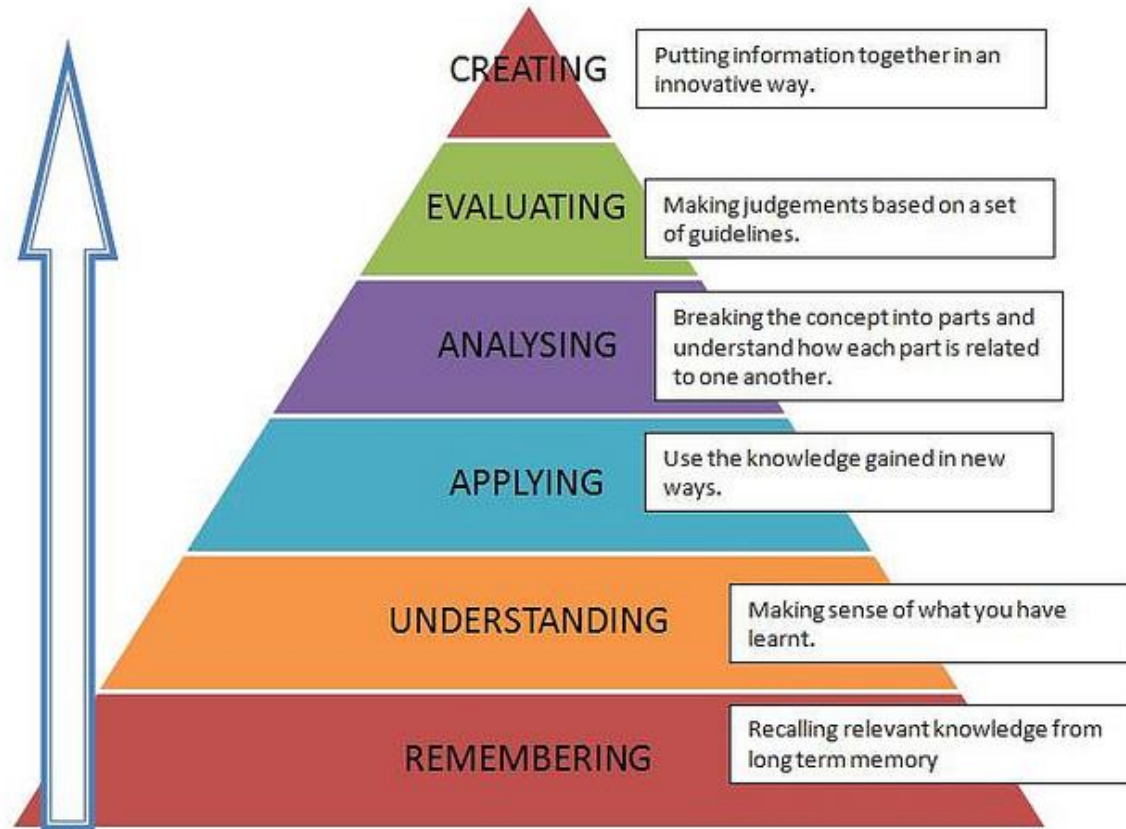 CREATING
Putting information together in an
innovative way.
EVALUATING
Making judgements based on a set
of guidelines.
ANALYSING
Breaking the concept into parts and
understand how each part is related
to one another.
APPLYING
Use the knowledge gained in new
ways.
UNDERSTANDING
Making sense of what you have
learnt.
REMEMBERING
Recalling relevant knowledge from
long term memory